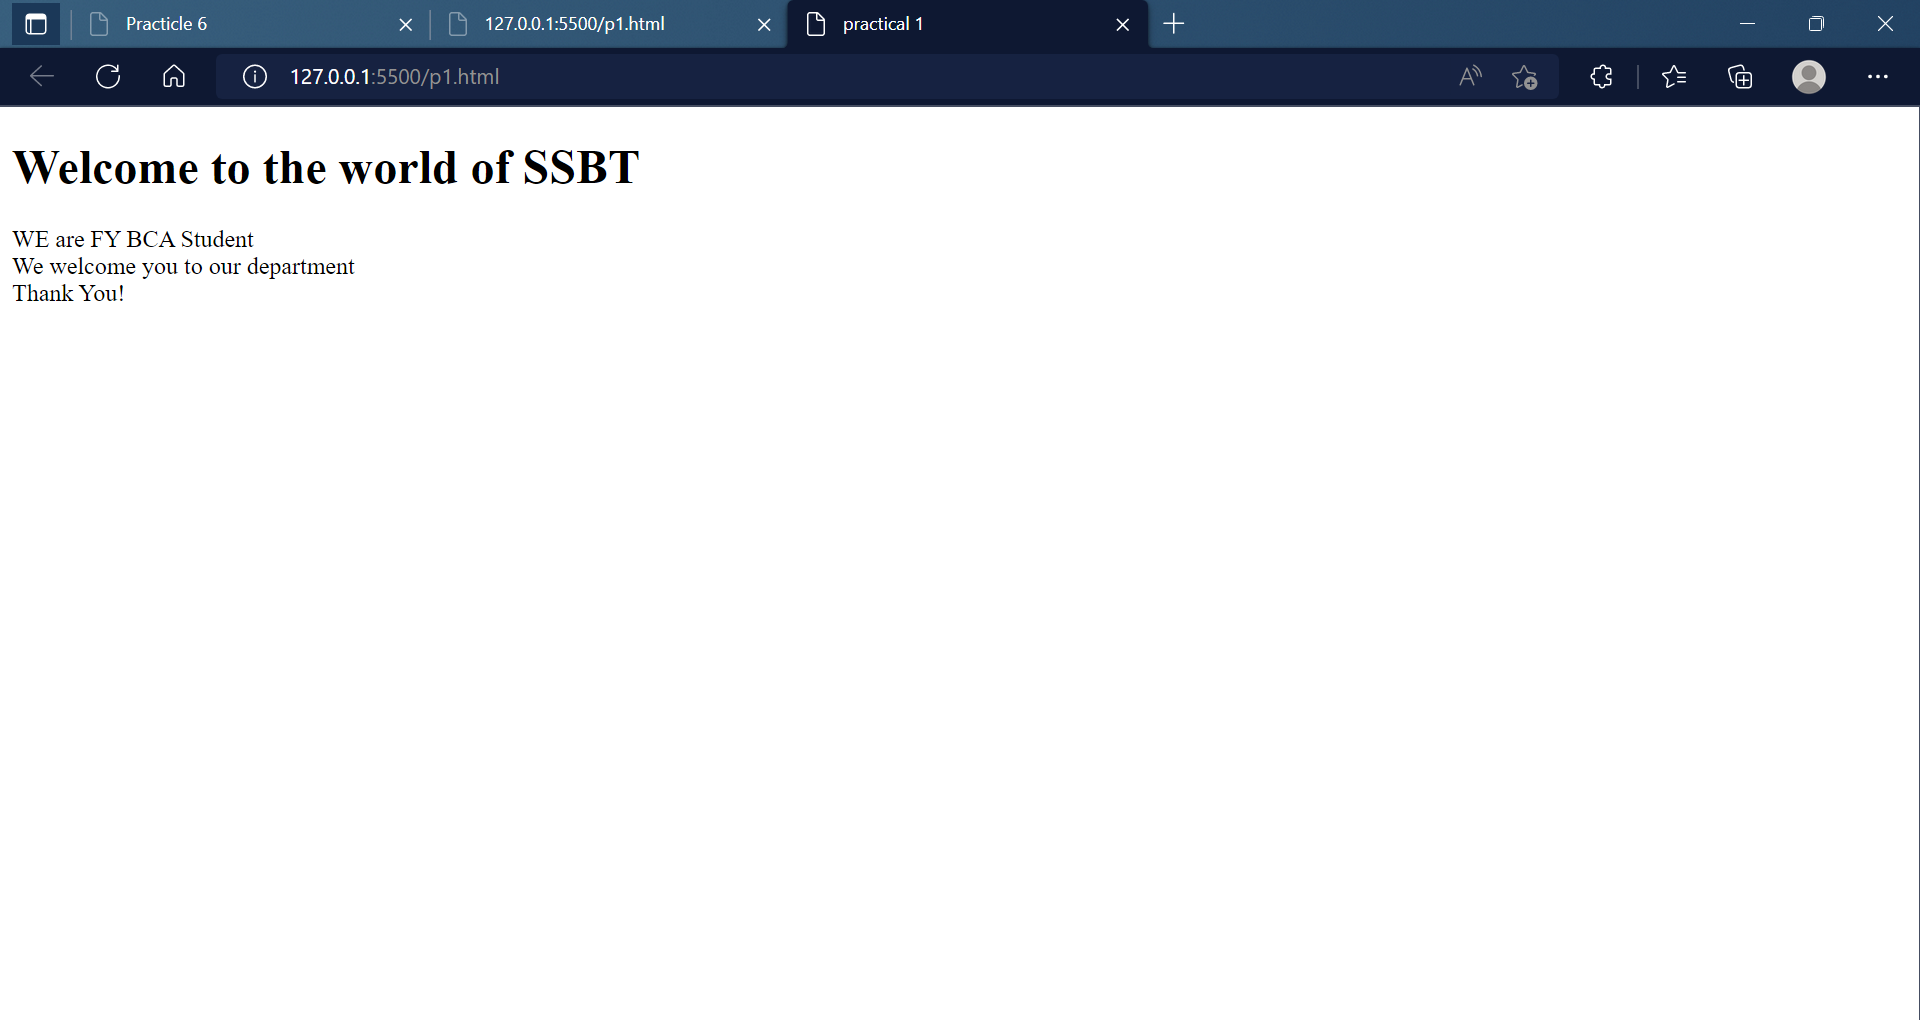 Practicle 6
127.0.0.1:5500/p1.html
practical 1
127.0.0.1:5500/p1.html
Welcome to the world of SSBT
WE are FY BCA Student
We welcome you to our department
Thank You!